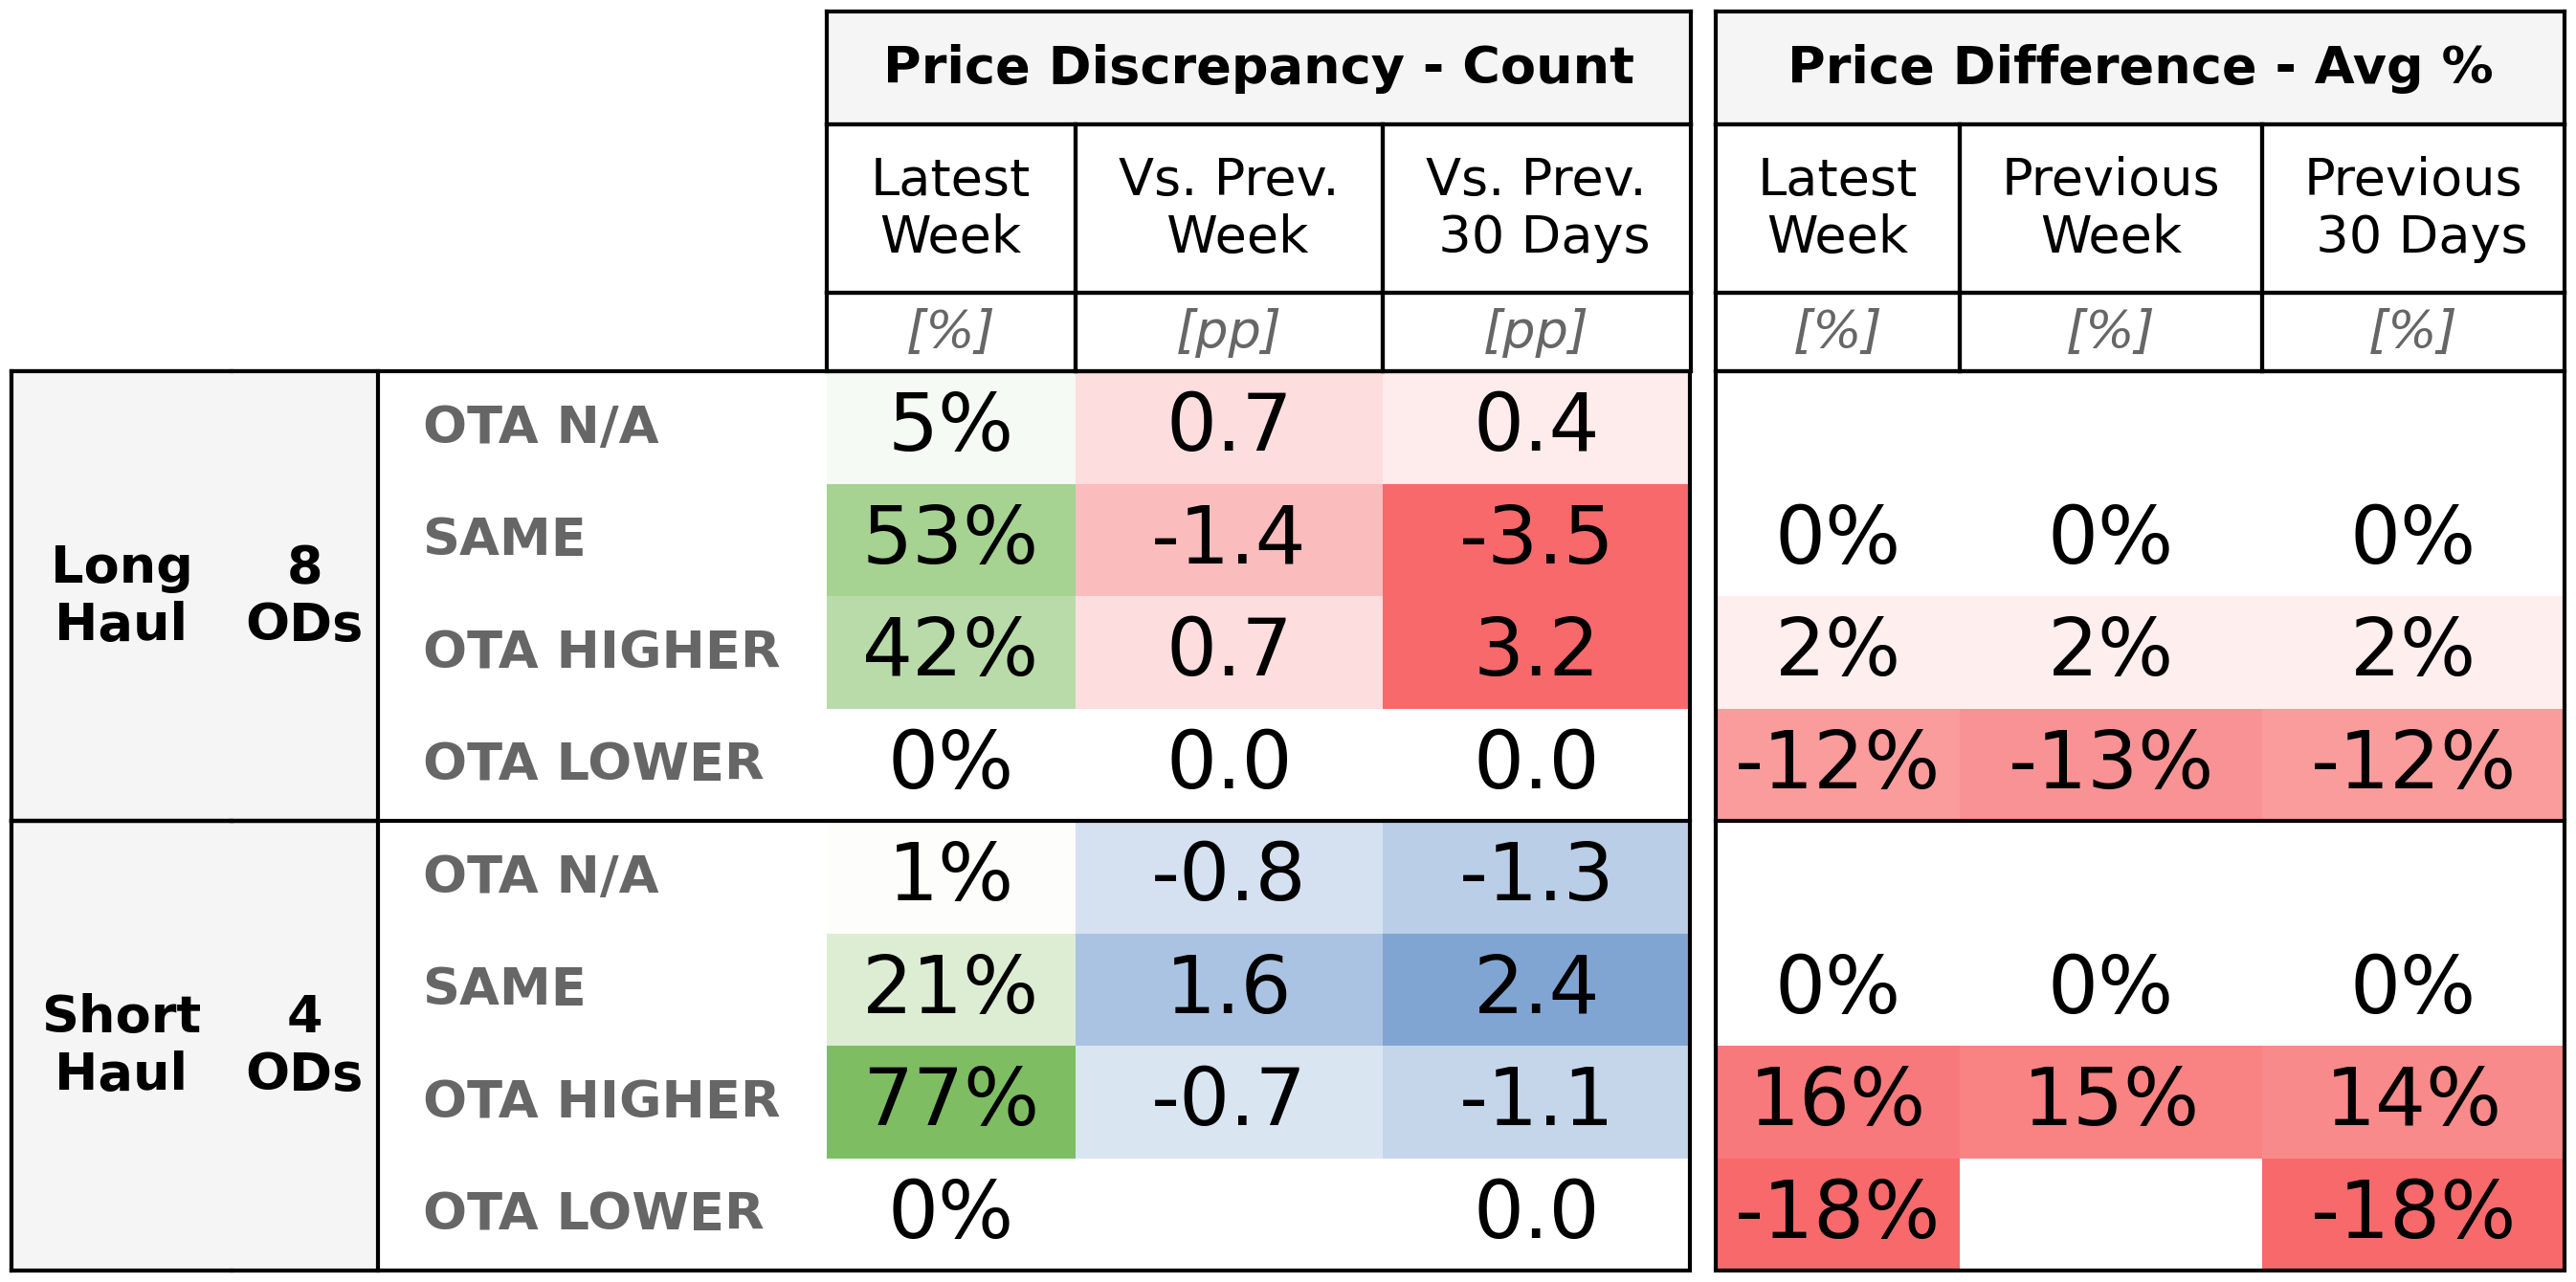 Price Discrepancy - Count
Price Difference - Avg %
Latest Week
Vs. Prev. Week
Vs. Prev. 30 Days
Latest Week
Previous Week
Previous 30 Days
[%] [pp] [pp] [%] [%] [%]
Long Haul
8 ODs
OTA N/A 5% 0.7 0.4
SAME 53% -1.4 -3.5 0% 0% 0%
OTA HIGHER 42% 0.7 3.2 2% 2% 2%
OTA LOWER 0% 0.0 0.0 -12% -13% -12%
Short Haul
4 ODs
OTA N/A 1% -0.8 -1.3
SAME 21% 1.6 2.4 0% 0% 0%
OTA HIGHER 77% -0.7 -1.1 16% 15% 14%
OTA LOWER 0% 0.0 -18% -18%